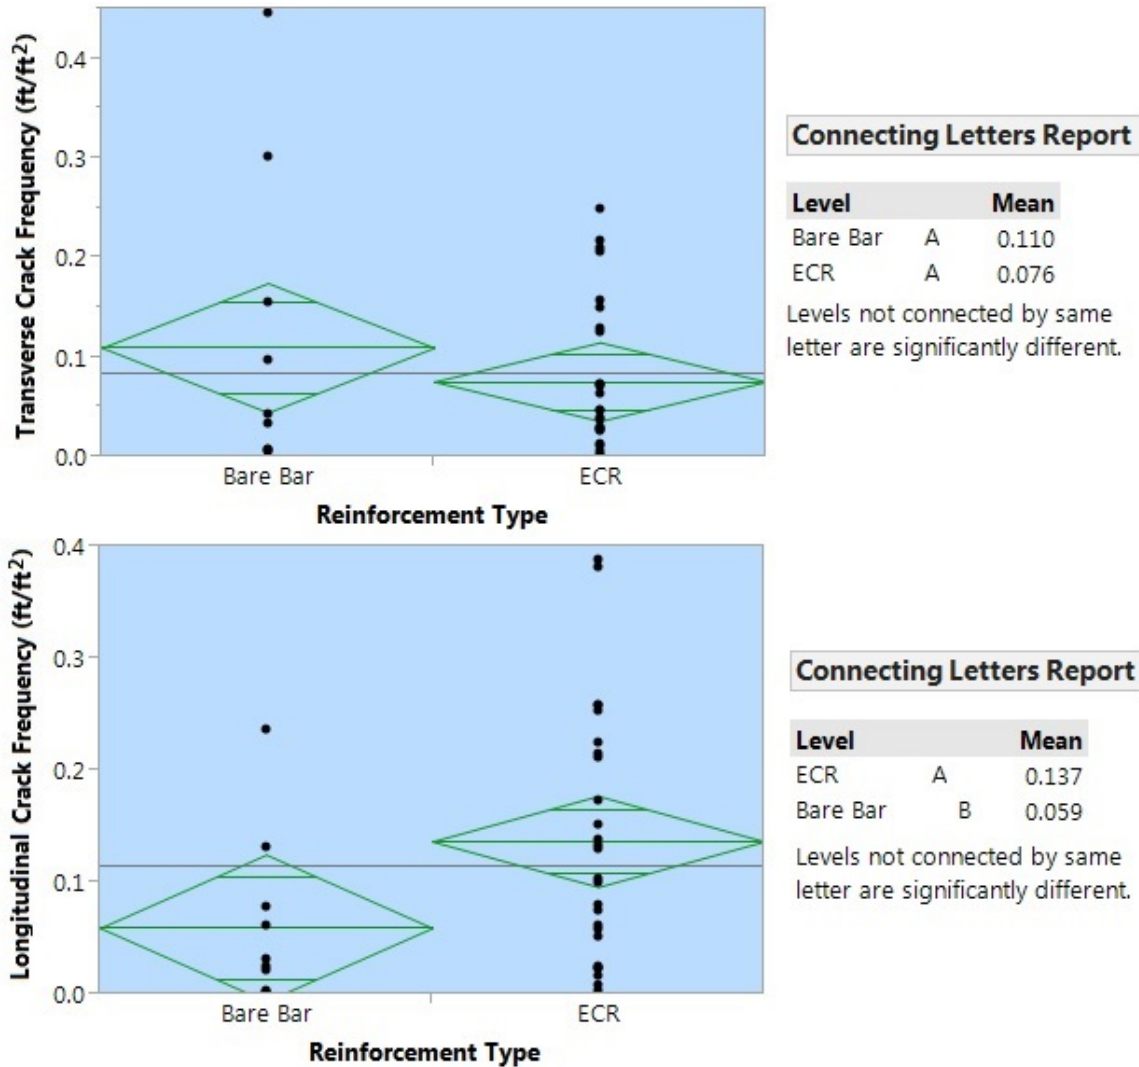 Transverse Crack Frequency (ft/ft²)
0.4
0.3
0.2
0.1
0.0
Bare Bar ECR
Reinforcement Type
Connecting Letters Report
Level Mean
Bare Bar A 0.110
ECR A 0.076
Levels not connected by same
letter are significantly different.
Longitudinal Crack Frequency (ft/ft²)
0.4
0.3
0.2
0.1
0.0
Bare Bar ECR
Reinforcement Type
Connecting Letters Report
Level Mean
ECR A 0.137
Bare Bar B 0.059
Levels not connected by same
letter are significantly different.